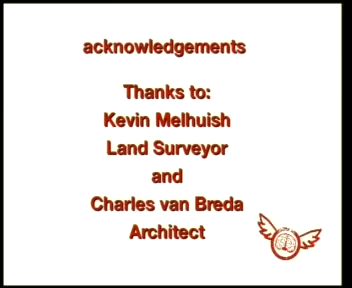 acknowledgements
Thanks to:
Kevin Melhuish
Land Surveyor
and
Charles van Breda
Architect